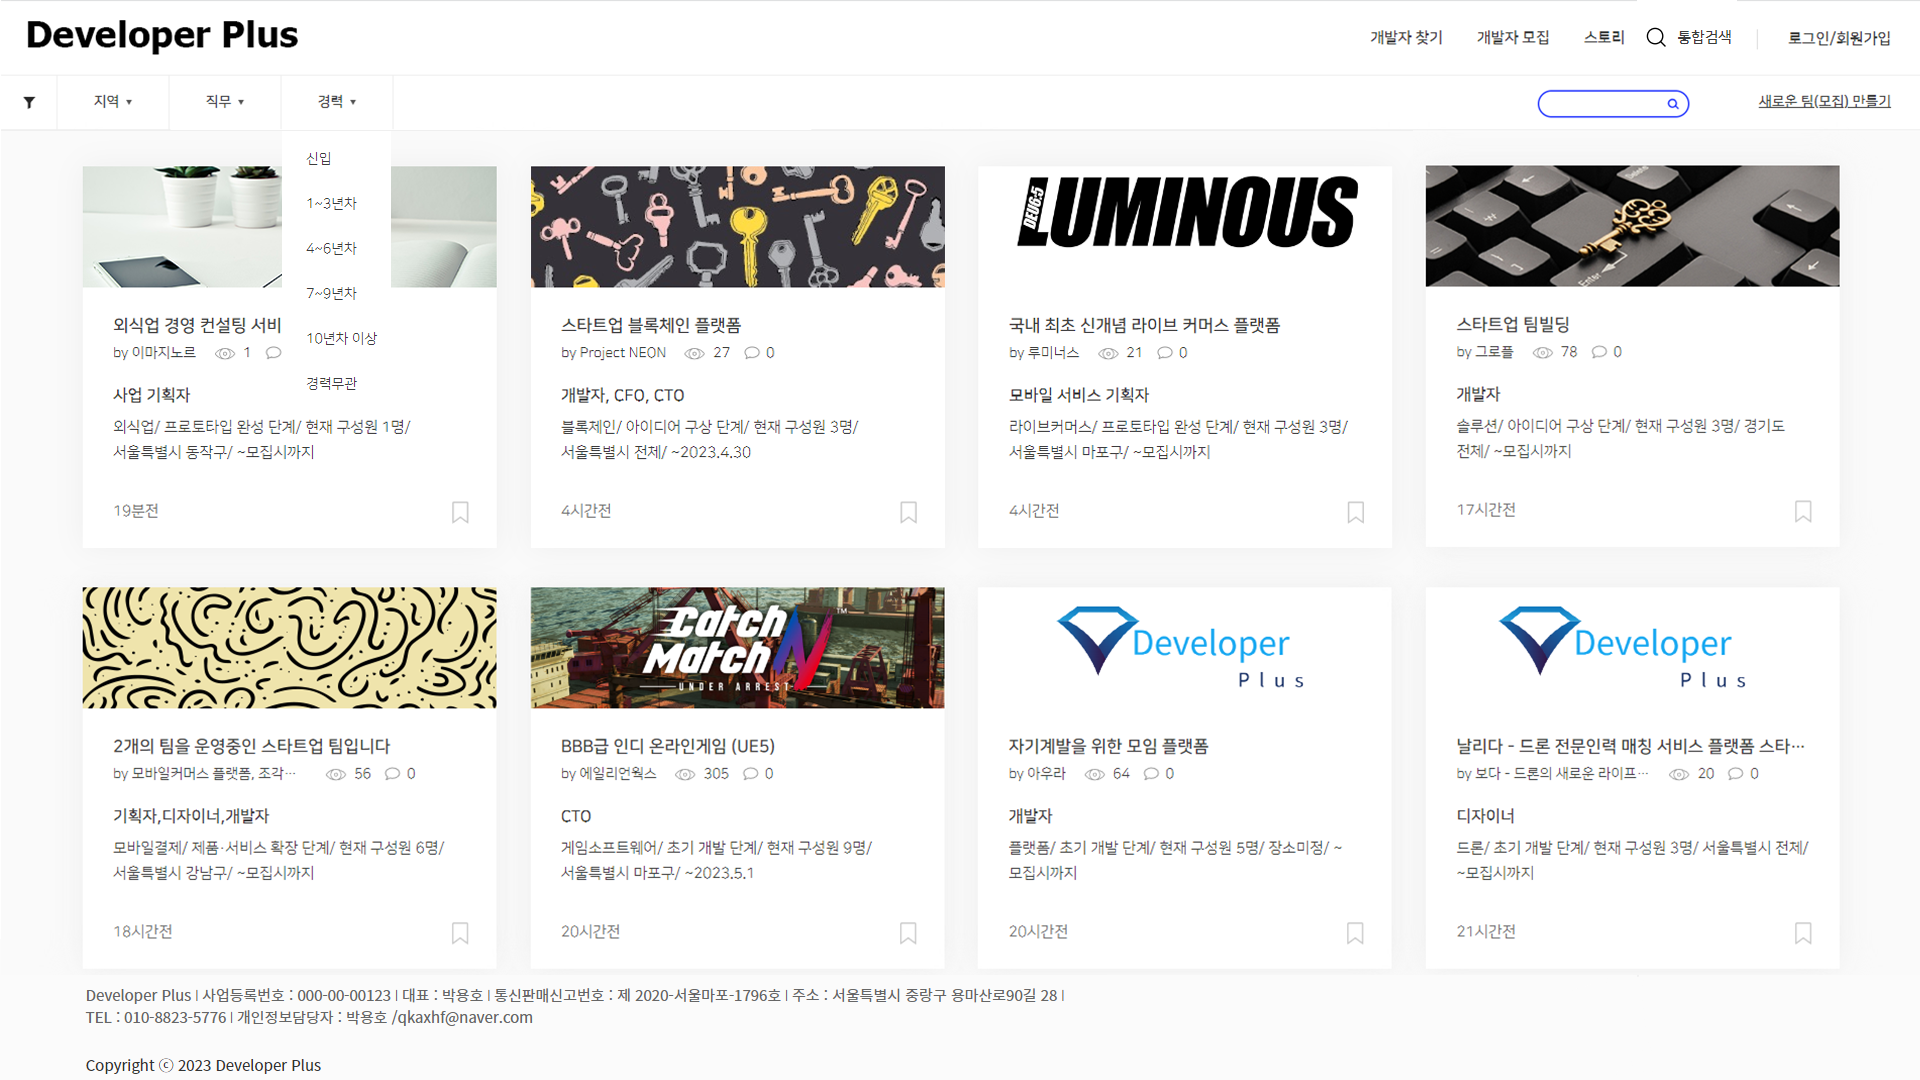 Developer Plus
개발자 찾기
개발자 모집
스토리
통합검색
로그인/회원가입
지역 ▼
직무 ▼
경력 ▼
새로운 팀(모집) 만들기
신입
1~3년차
4~6년차
7~9년차
10년차 이상
경력무관
외식업 경영 컨설팅 서비
by 이마지노르 1
사업 기획자
외식업/ 프로토타입 완성 단계/ 현재 구성원 1명/
서울특별시 동작구/ ~모집시까지
19분전
스타트업 블록체인 플랫폼
by Project NEON 27 0
개발자, CFO, CTO
블록체인/ 아이디어 구상 단계/ 현재 구성원 3명/
서울특별시 전체/ ~2023.4.30
4시간전
DEUG5
LUMINOUS
국내 최초 신개념 라이브 커머스 플랫폼
by 루미너스 21 0
모바일 서비스 기획자
라이브커머스/ 프로토타입 완성 단계/ 현재 구성원 3명/
서울특별시 마포구/ ~모집시까지
4시간전
Enter
스타트업 팀빌딩
by 그로플 78 0
개발자
솔루션/ 아이디어 구상 단계/ 현재 구성원 3명/ 경기도
전체/ ~모집시까지
17시간전
2개의 팀을 운영중인 스타트업 팀입니다
by 모바일커머스 플랫폼, 조각… 56 0
기획자,디자이너,개발자
모바일결제/ 제품·서비스 확장 단계/ 현재 구성원 6명/
서울특별시 강남구/ ~모집시까지
18시간전
Catch
Match N ™
UNDER ARREST
BBB급 인디 온라인게임 (UE5)
by 에일리언웍스 305 0
CTO
게임소프트웨어/ 초기 개발 단계/ 현재 구성원 9명/
서울특별시 마포구/ ~2023.5.1
20시간전
Developer
Plus
자기계발을 위한 모임 플랫폼
by 아우라 64 0
개발자
플랫폼/ 초기 개발 단계/ 현재 구성원 5명/ 장소미정/ ~
모집시까지
20시간전
Developer
Plus
날리다 - 드론 전문인력 매칭 서비스 플랫폼 스타…
by 보다 - 드론의 새로운 라이프… 20 0
디자이너
드론/ 초기 개발 단계/ 현재 구성원 3명/ 서울특별시 전체/
~모집시까지
21시간전
Developer Plus | 사업등록번호 : 000-00-00123 | 대표 : 박용호 | 통신판매신고번호 : 제 2020-서울마포-1796호 | 주소 : 서울특별시 중랑구 용마산로90길 28 |
TEL : 010-8823-5776 | 개인정보담당자 : 박용호 /qkaxhf@naver.com
Copyright ⓒ 2023 Developer Plus